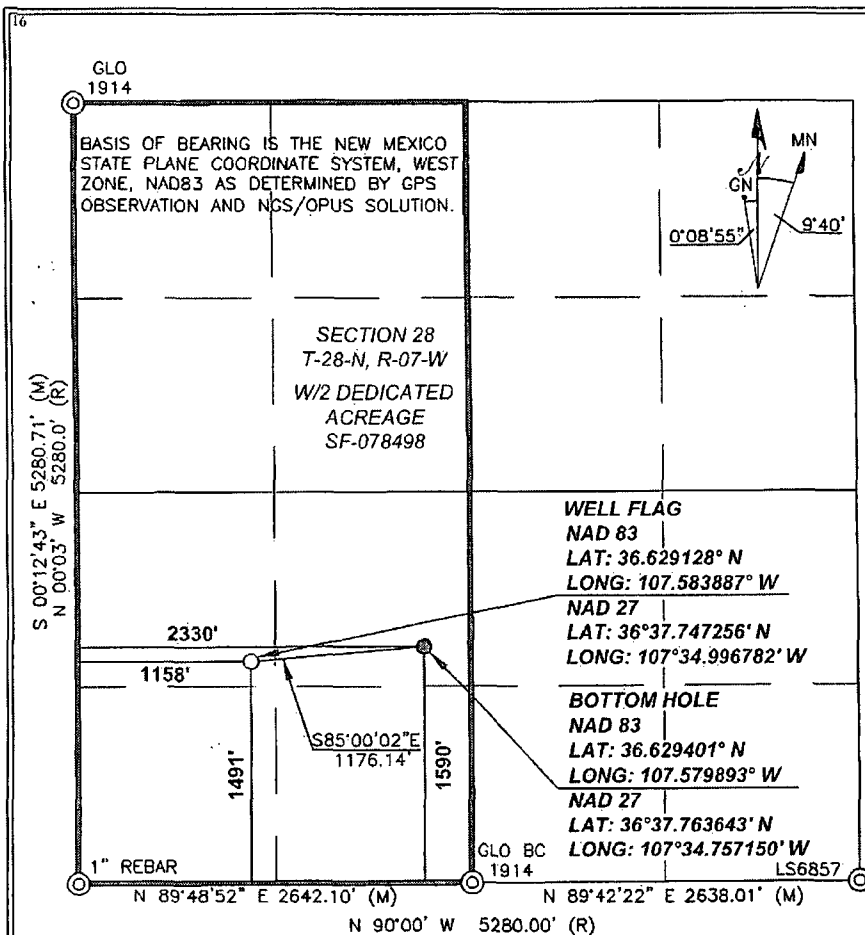 16
GLO
1914
BASIS OF BEARING IS THE NEW MEXICO
STATE PLANE COORDINATE SYSTEM, WEST
ZONE, NAD83 AS DETERMINED BY GPS
OBSERVATION AND NGS/OPUS SOLUTION.
MN
GN
0°08'55"
9°40'
SECTION 28
T-28-N, R-07-W
W/2 DEDICATED
ACREAGE
SF-078498
S 00°12'43" E 5280.71' (M)
N 00°03' W 5280.0' (R)
WELL FLAG
NAD 83
LAT: 36.629128° N
LONG: 107.583887° W
NAD 27
LAT: 36°37.747256' N
LONG: 107°34.996782' W
2330'
1158'
BOTTOM HOLE
NAD 83
LAT: 36.629401° N
LONG: 107.579893° W
NAD 27
LAT: 36°37.763643' N
LONG: 107°34.757150' W
S85°00'02"E
1176.14'
1491'
1590'
1" REBAR
GLO BC
1914
LS6857
N 89°48'52" E 2642.10' (M)
N 89°42'22" E 2638.01' (M)
N 90°00' W 5280.00' (R)